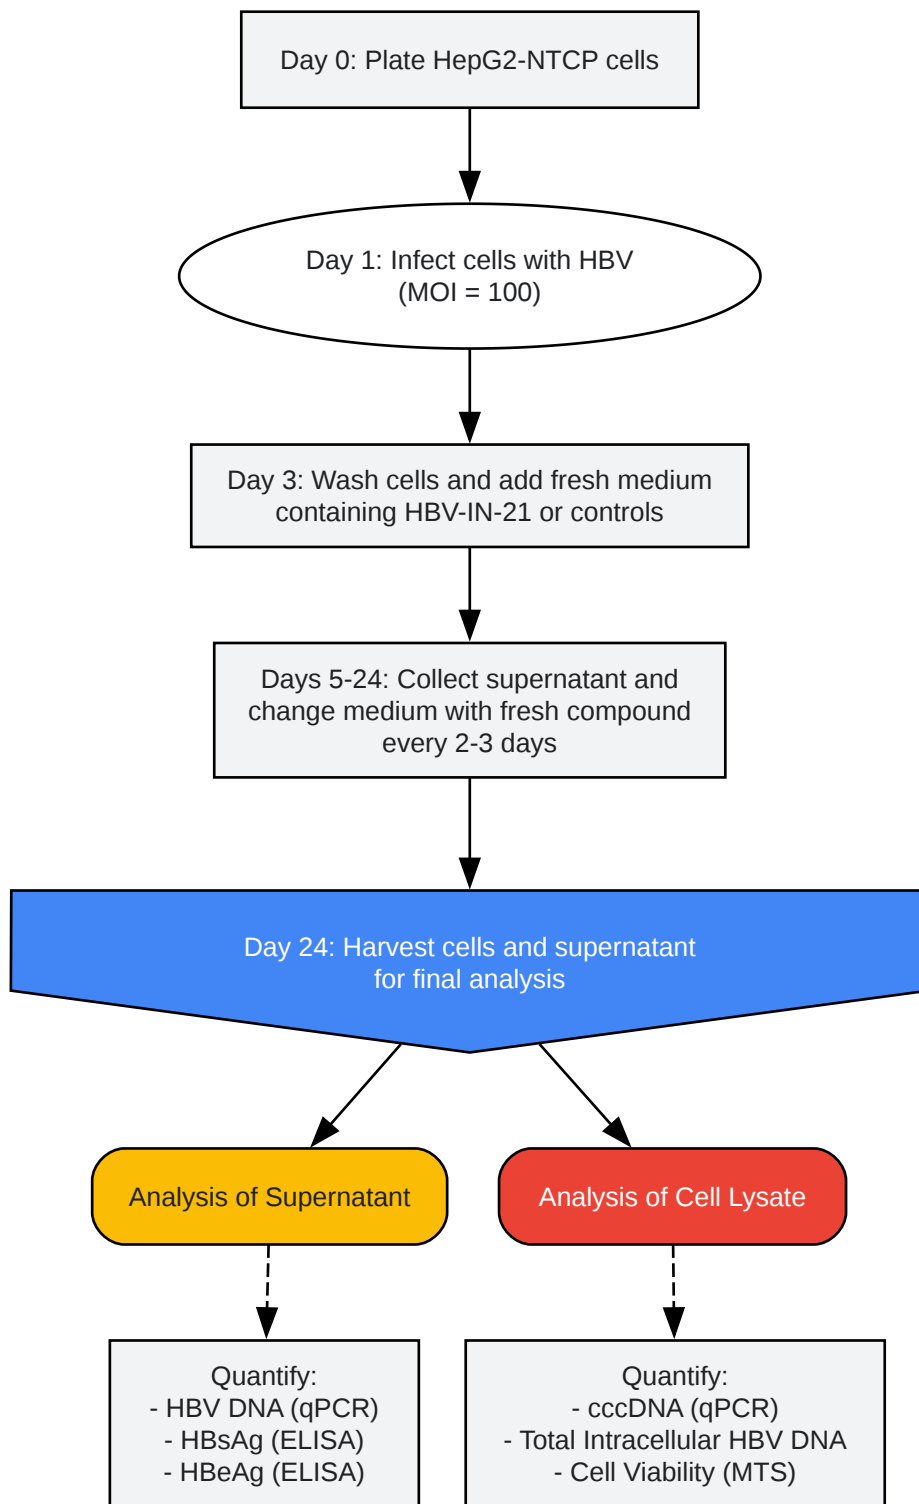 Day 0: Plate HepG2-NTCP cells
Day 1: Infect cells with HBV
(MOI = 100)
Day 3: Wash cells and add fresh medium
containing HBV-IN-21 or controls
Days 5-24: Collect supernatant and
change medium with fresh compound
every 2-3 days
Day 24: Harvest cells and supernatant
for final analysis
Analysis of Supernatant
Analysis of Cell Lysate
Quantify:
- HBV DNA (qPCR)
- HBsAg (ELISA)
- HBeAg (ELISA)
Quantify:
- cccDNA (qPCR)
- Total Intracellular HBV DNA
- Cell Viability (MTS)